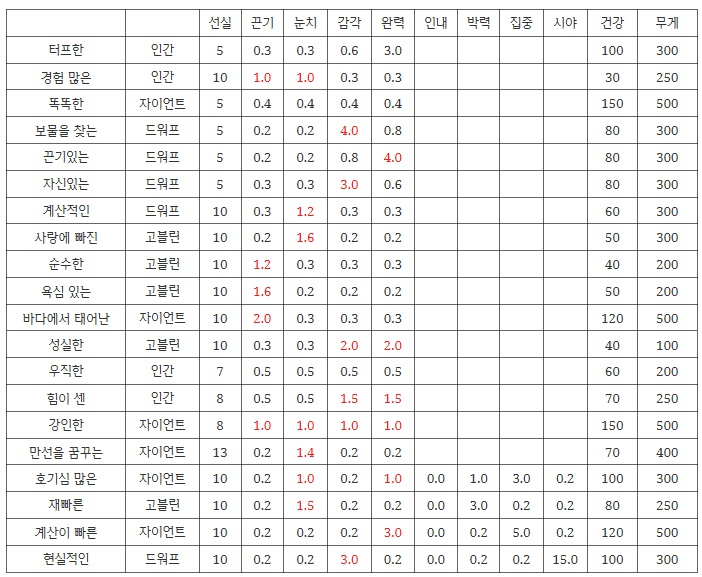 선실 끈기 눈치 감각 완력 인내 박력 집중 시야 건강 무게
터프한 인간 5 0.3 0.3 0.6 3.0 100 300
경험 많은 인간 10 1.0 1.0 0.3 0.3 30 250
똑똑한 자이언트 5 0.4 0.4 0.4 0.4 150 500
보물을 찾는 드워프 5 0.2 0.2 4.0 0.8 80 300
끈기있는 드워프 5 0.2 0.2 0.8 4.0 80 300
자신있는 드워프 5 0.3 0.3 3.0 0.6 80 300
계산적인 드워프 10 0.3 1.2 0.3 0.3 60 300
사랑에 빠진 고블린 10 0.2 1.6 0.2 0.2 50 300
순수한 고블린 10 1.2 0.3 0.3 0.3 40 200
욕심 있는 고블린 10 1.6 0.2 0.2 0.2 50 200
바다에서 태어난 자이언트 10 2.0 0.3 0.3 0.3 120 500
성실한 고블린 10 0.3 0.3 2.0 2.0 40 100
우직한 인간 7 0.5 0.5 0.5 0.5 60 200
힘이 센 인간 8 0.5 0.5 1.5 1.5 70 250
강인한 자이언트 8 1.0 1.0 1.0 1.0 150 500
만선을 꿈꾸는 자이언트 13 0.2 1.4 0.2 0.2 70 400
호기심 많은 자이언트 10 0.2 1.0 0.2 1.0 0.0 1.0 3.0 0.2 100 300
재빠른 고블린 10 0.2 1.5 0.2 0.2 0.0 3.0 0.2 0.2 80 250
계산이 빠른 자이언트 10 0.2 0.2 0.2 3.0 0.0 0.2 5.0 0.2 120 500
현실적인 드워프 10 0.2 0.2 3.0 0.2 0.0 0.2 0.2 15.0 100 300